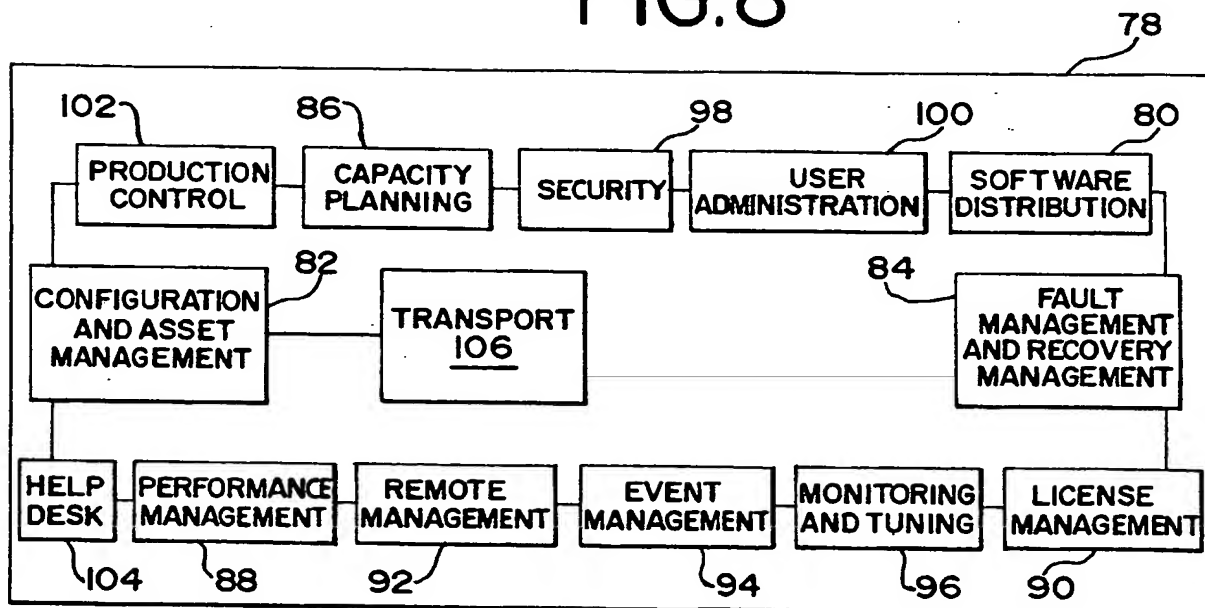 FIG.8
78
102
86
98
100
80
PRODUCTION
CONTROL
CAPACITY
PLANNING
SECURITY
USER
ADMINISTRATION
SOFTWARE
DISTRIBUTION
82
84
CONFIGURATION
AND ASSET
MANAGEMENT
TRANSPORT
106
FAULT
MANAGEMENT
AND RECOVERY
MANAGEMENT
HELP
DESK
PERFORMANCE
MANAGEMENT
REMOTE
MANAGEMENT
EVENT
MANAGEMENT
MONITORING
AND TUNING
LICENSE
MANAGEMENT
104
88
92
94
96
90